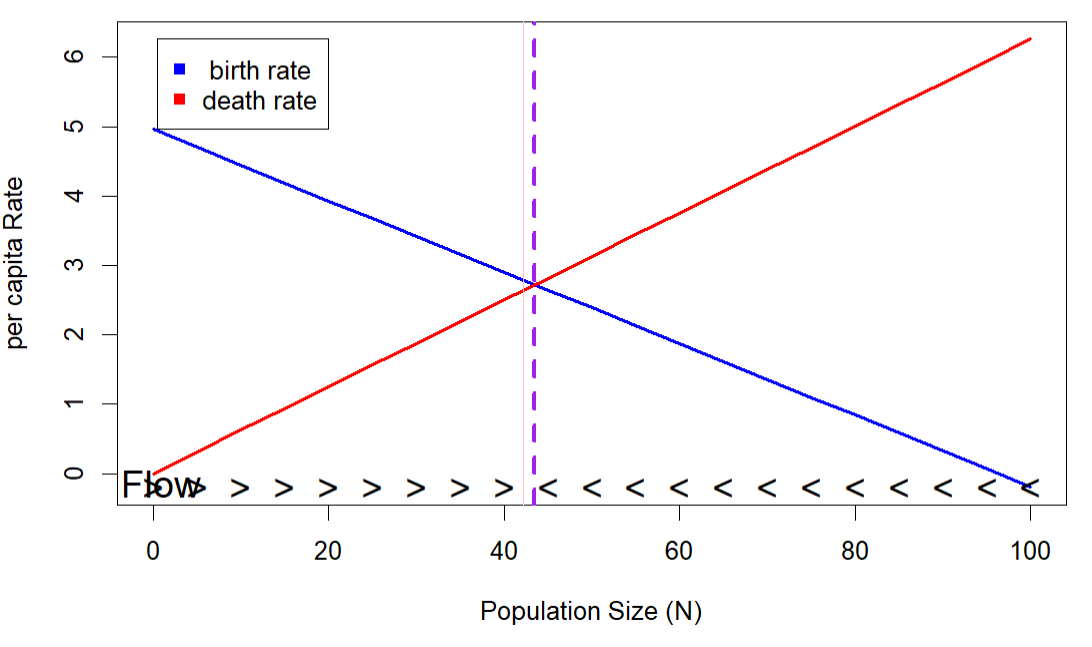 birth rate
death rate
per capita Rate
6
5
4
3
2
1
0
Flow
> > > > > > > > > < < < < < < < < < < < <
0 20 40 60 80 100
Population Size (N)